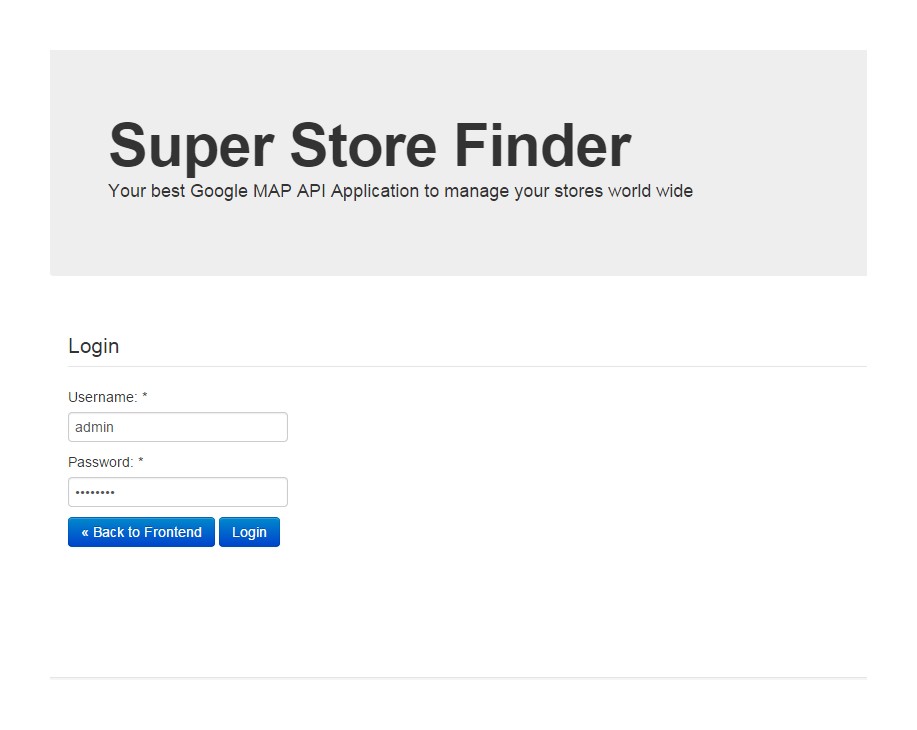 Super Store Finder
Your best Google MAP API Application to manage your stores world wide
Login
Username: *
admin
Password: *
••••••••
« Back to Frontend Login